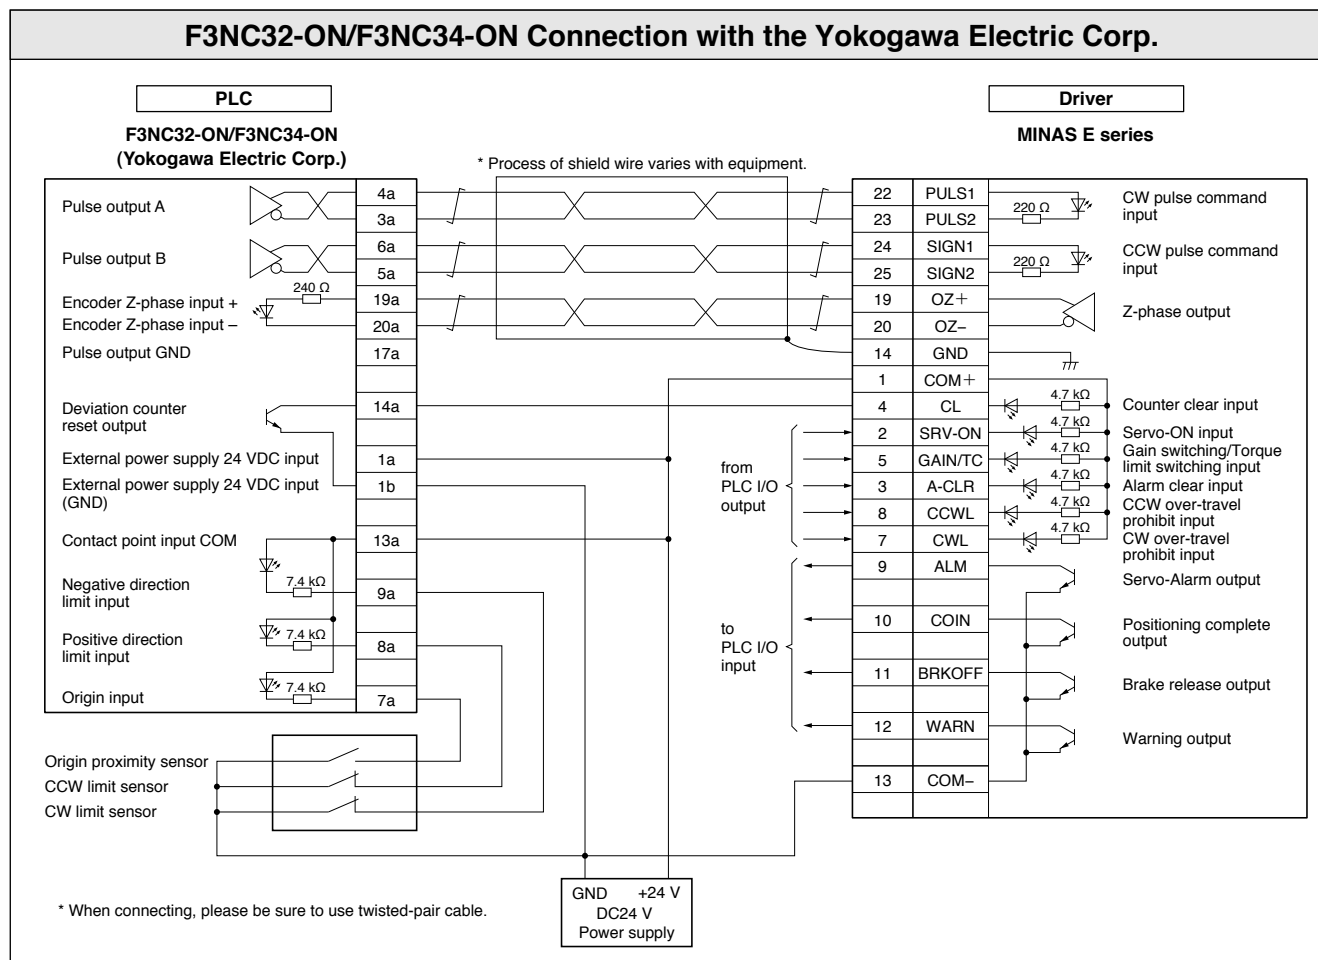 F3NC32-ON/F3NC34-ON Connection with the Yokogawa Electric Corp.
PLC
F3NC32-ON/F3NC34-ON
(Yokogawa Electric Corp.)
Driver
MINAS E series
* Process of shield wire varies with equipment.
Pulse output A
4a
3a
Pulse output B
6a
5a
240 Ω
Encoder Z-phase input +
19a
Encoder Z-phase input −
20a
Pulse output GND
17a
Deviation counter
reset output
14a
External power supply 24 VDC input
1a
External power supply 24 VDC input
(GND)
1b
Contact point input COM
13a
Negative direction
limit input
7.4 kΩ
9a
Positive direction
limit input
7.4 kΩ
8a
Origin input
7.4 kΩ
7a
Origin proximity sensor
CCW limit sensor
CW limit sensor
from
PLC I/O
output
to
PLC I/O
input
22 PULS1
23 PULS2
220 Ω
CW pulse command
input
24 SIGN1
25 SIGN2
220 Ω
CCW pulse command
input
19 OZ+
20 OZ−
Z-phase output
14 GND
1 COM+
4 CL
4.7 kΩ
Counter clear input
2 SRV-ON
4.7 kΩ
Servo-ON input
5 GAIN/TC
4.7 kΩ
Gain switching/Torque
limit switching input
3 A-CLR
4.7 kΩ
Alarm clear input
8 CCWL
4.7 kΩ
CCW over-travel
prohibit input
7 CWL
4.7 kΩ
CW over-travel
prohibit input
9 ALM
Servo-Alarm output
10 COIN
Positioning complete
output
11 BRKOFF
Brake release output
12 WARN
Warning output
13 COM−
GND +24 V
DC24 V
Power supply
* When connecting, please be sure to use twisted-pair cable.